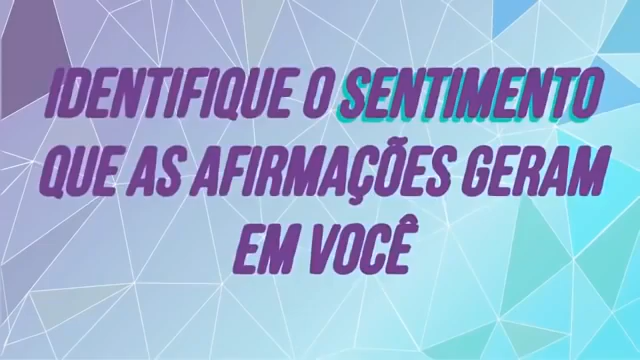 IDENTIFIQUE O SENTIMENTO
QUE AS AFIRMAÇÕES GERAM
EM VOCÊ